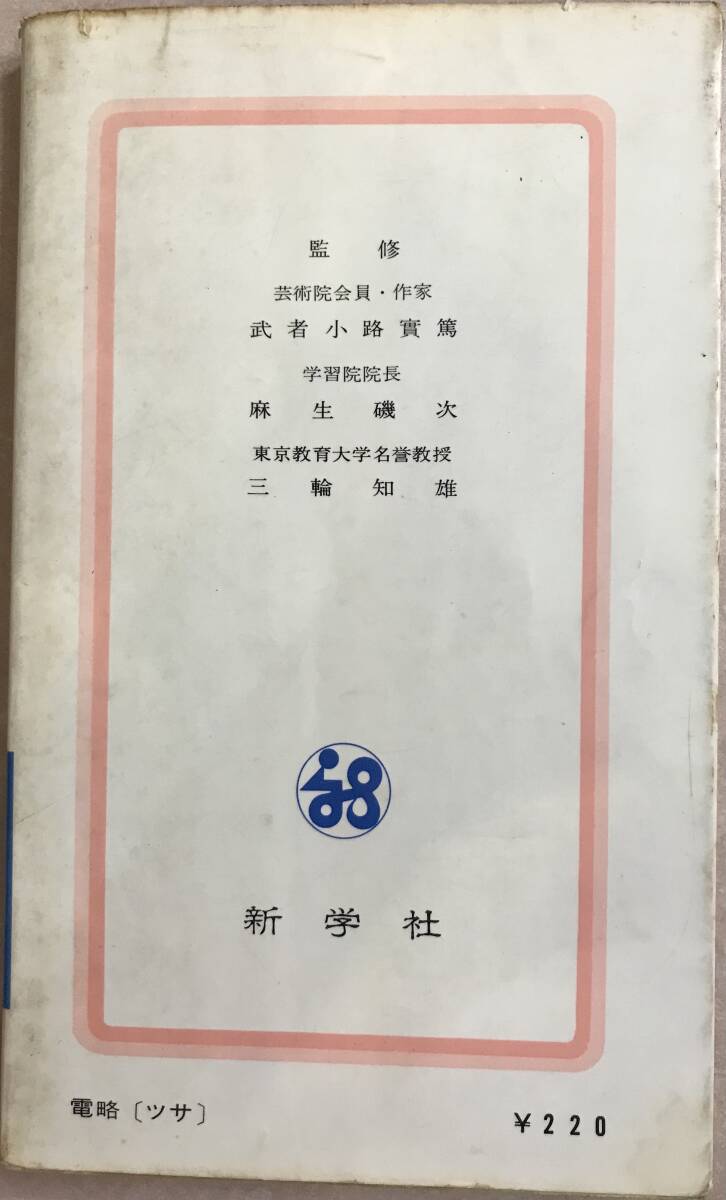 監修
芸術院会員・作家
武者小路實篤
学習院院長
麻生磯次
東京教育大学名誉教授
三輪知雄
新学社
電略〔ツサ〕
¥220